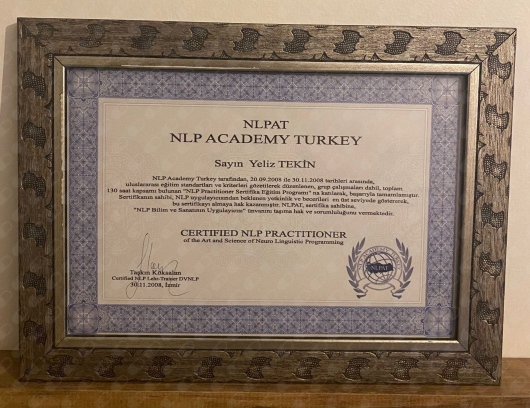 NLPAT
NLP ACADEMY TURKEY
Sayın Yeliz TEKİN
NLP Academy Turkey tarafından, 20.09.2008 ile 30.11.2008 tarihleri arasında,
uluslararası eğitim standartları ve kriterleri gözetilerek düzenlenen, grup çalışmaları dahil, toplam
130 saat kapsamı bulunan "NLP Practitioner Sertifika Eğitim Programı" na katılarak, başarıyla tamamlamıştır.
Sertifikanın sahibi, NLP uygulayıcısından beklenen yetkinlik ve becerileri en üst seviyede göstererek,
bu sertifikayı almaya hak kazanmıştır. NLPAT, sertifika sahibine,
"NLP Bilim ve Sanatının Uygulayıcısı" ünvanını taşıma hak ve sorumluluğunu vermektedir.
CERTIFIED NLP PRACTITIONER
of the Art and Science of Neuro Linguistic Programming
Taşkın Köksalan
Certified NLP Lehr-Trainer DVNLP
30.11.2008, İzmir
NLPAT